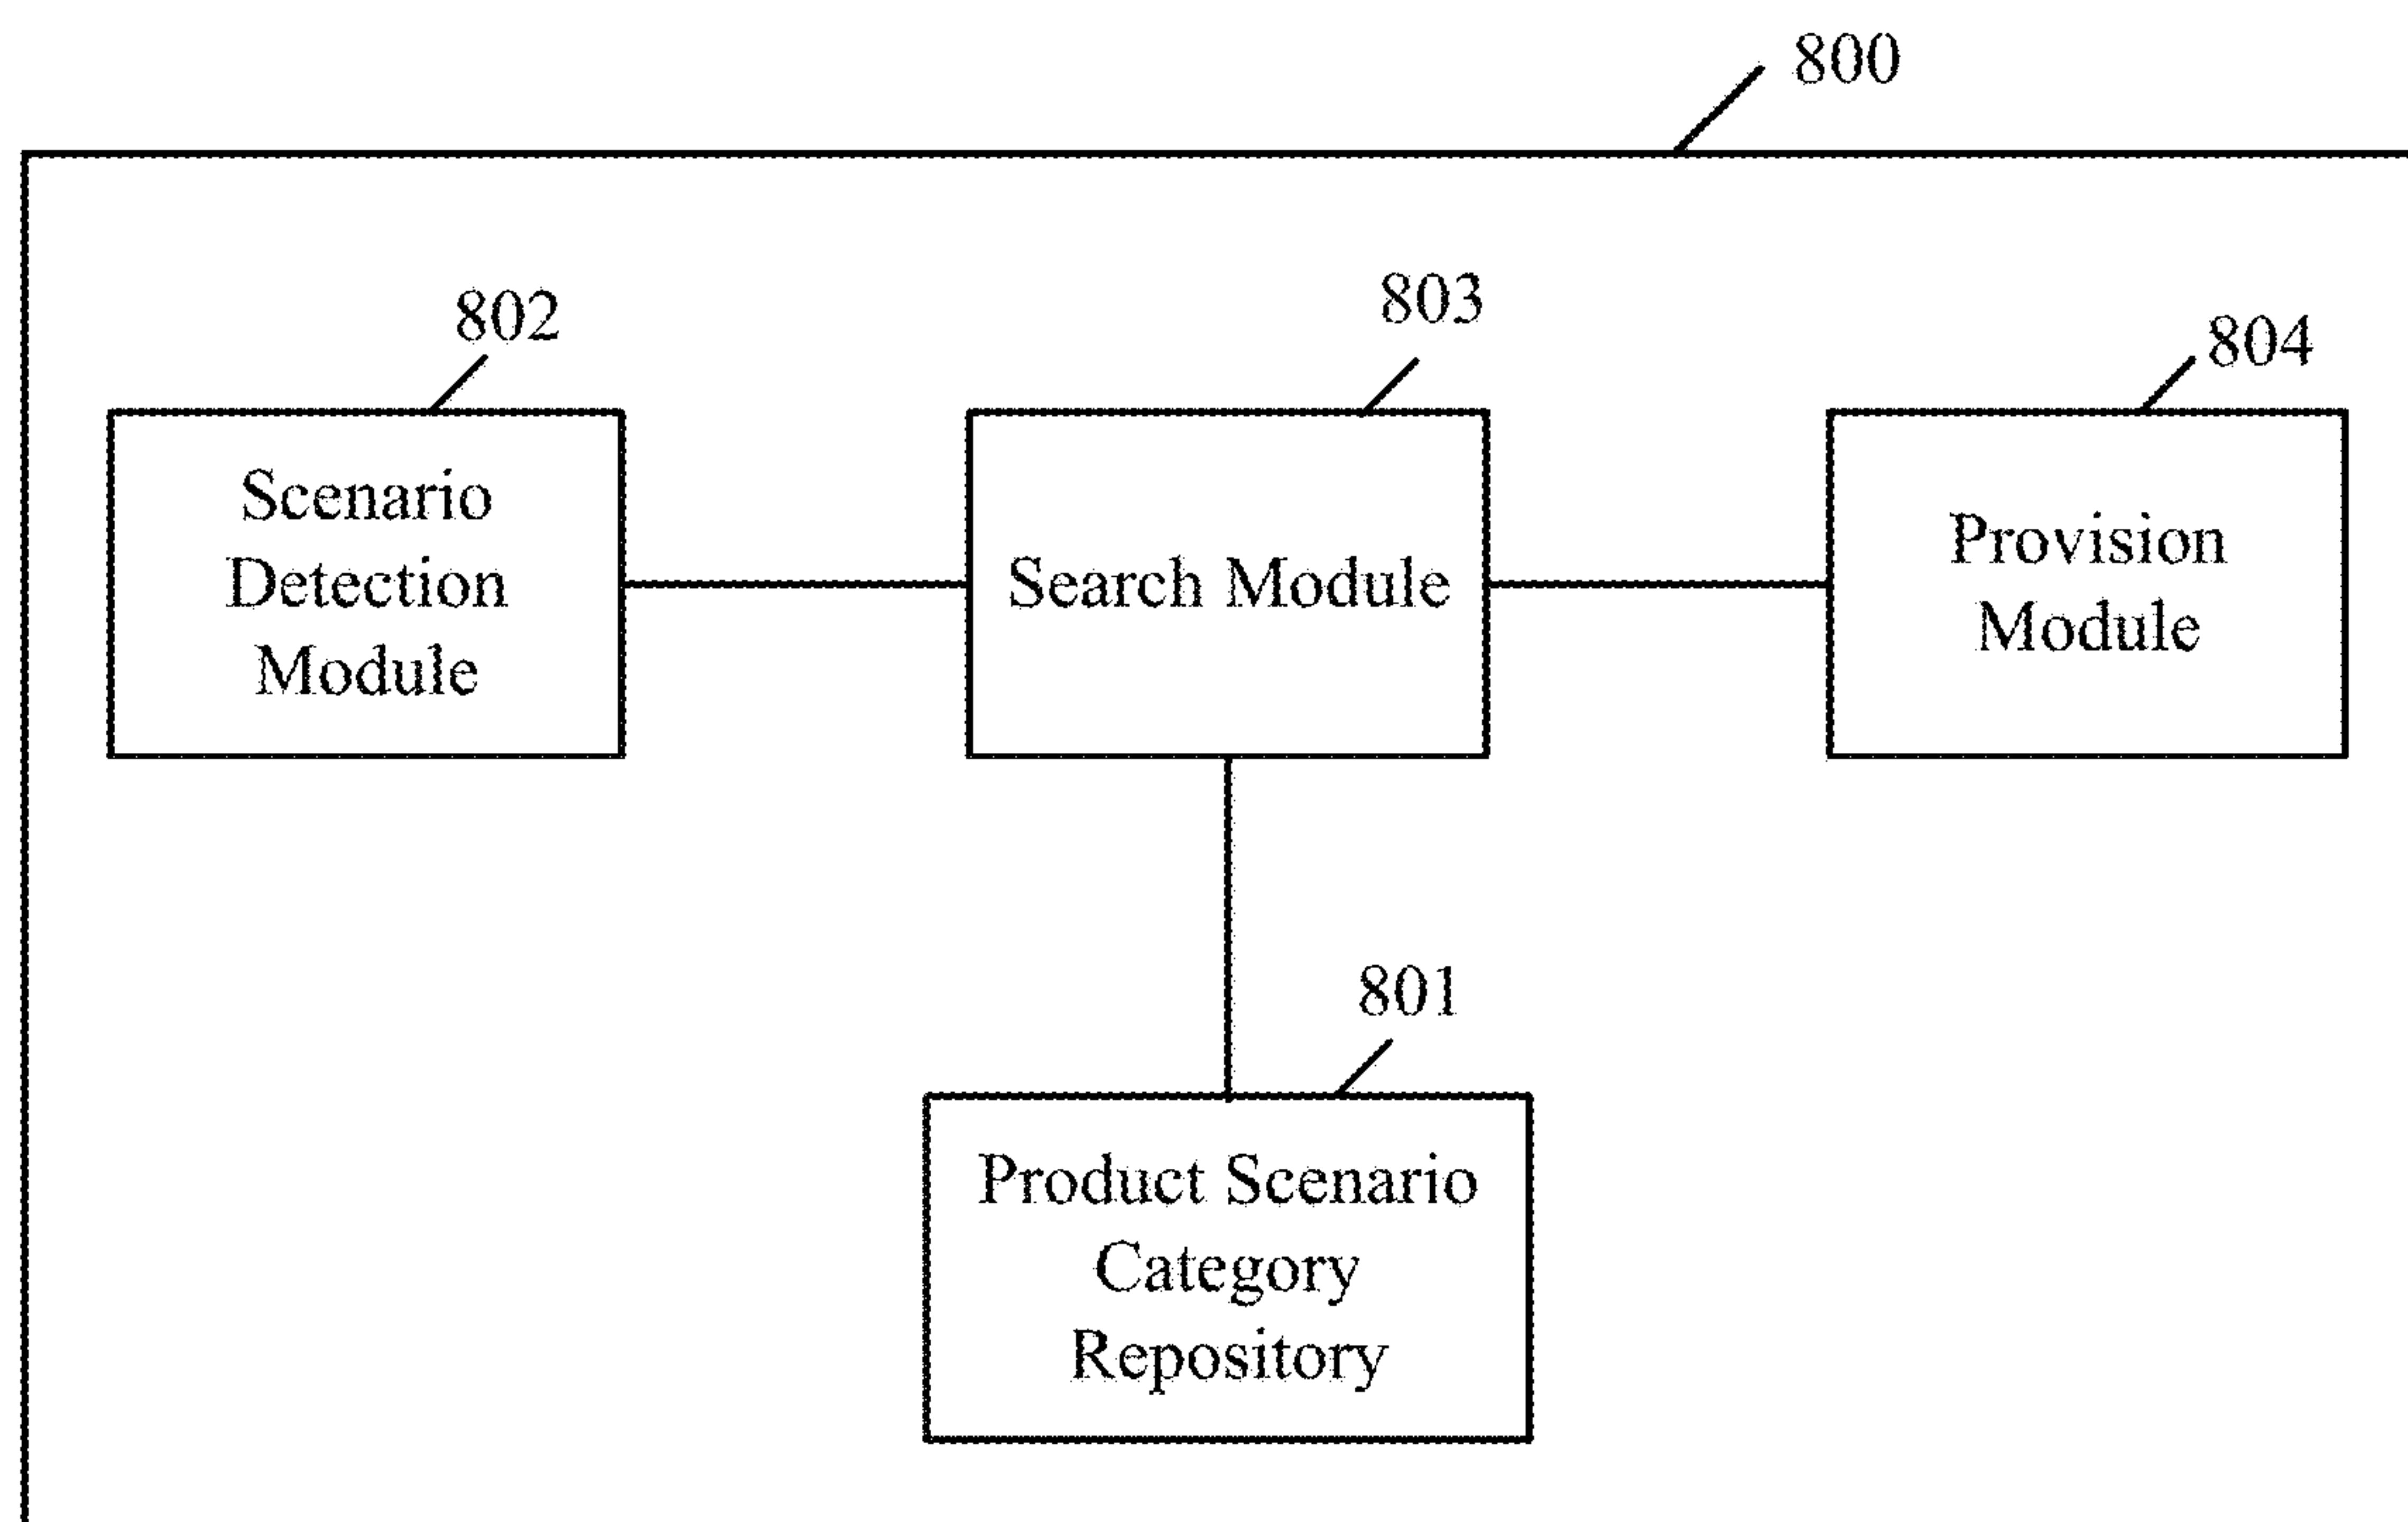 800
802
803
804
Scenario
Detection
Module
Search Module
Provision
Module
801
Product Scenario
Category
Repository